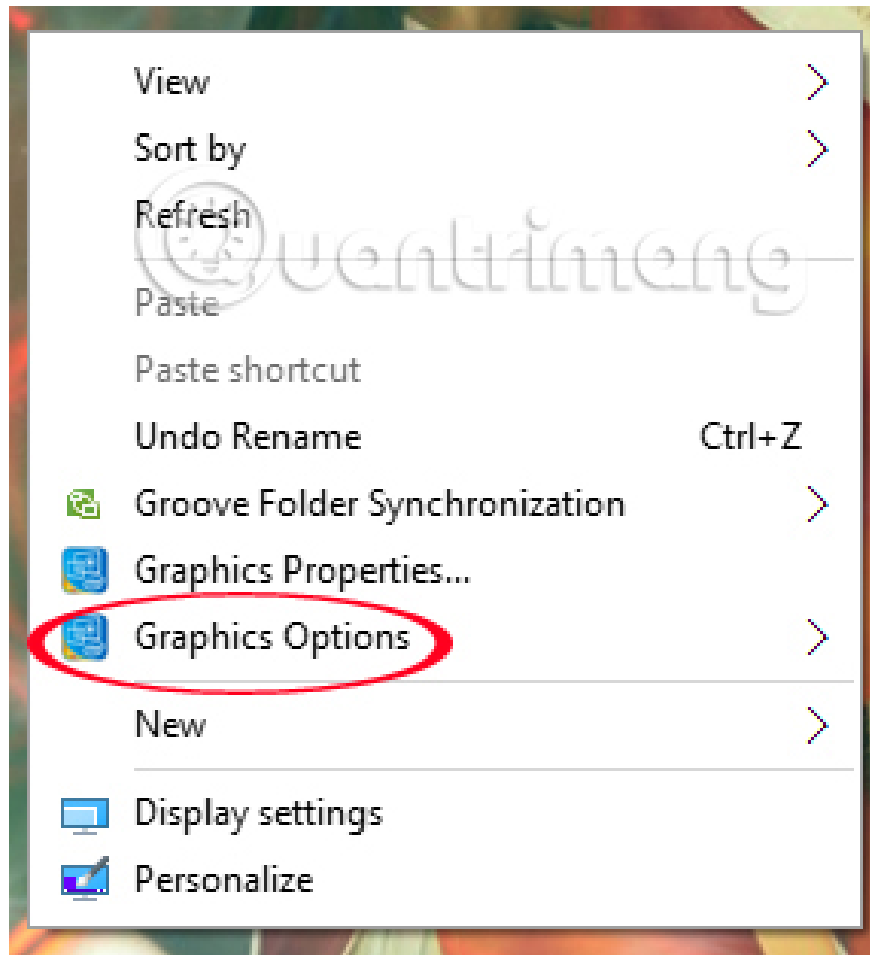 View
Sort by
Refresh
Quantrimang
Paste
Paste shortcut
Undo Rename Ctrl+Z
Groove Folder Synchronization
Graphics Properties...
Graphics Options
New
Display settings
Personalize